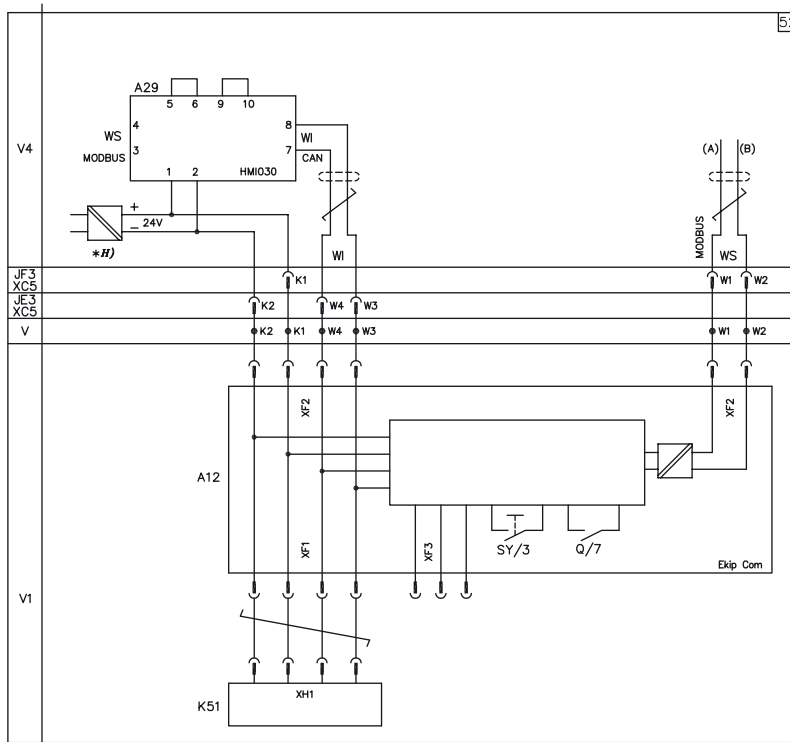 A29
5 6 9 10
4 8
WS WI
3 7
MODBUS CAN
1 2 HMI030
V4
+
24V
−
*H)
WI
(A) (B)
MODBUS
WS
JF3
XC5
K1 W1 W2
JE3
XC5
K2 W4 W3
V
K2 K1 W4 W3 W1 W2
XF2 XF2
A12
XF1 XF3
SY/3 Q/7
Ekip Com
V1
XH1
K51